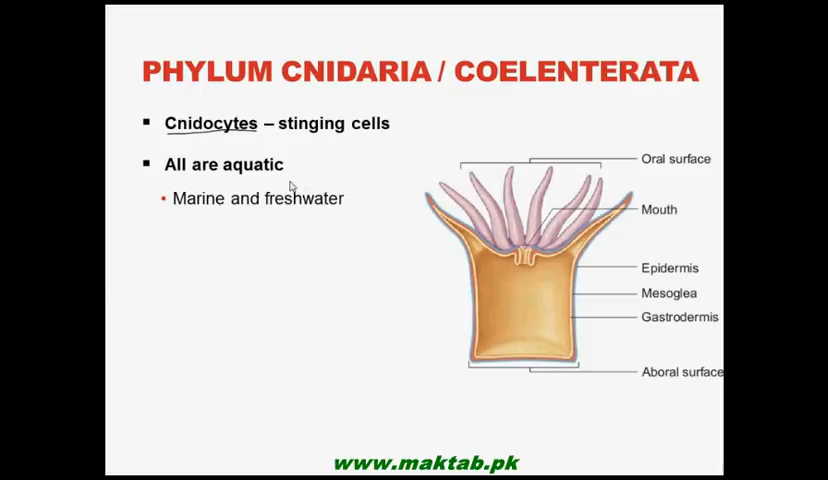 PHYLUM CNIDARIA / COELENTERATA
▪ Cnidocytes – stinging cells
▪ All are aquatic
• Marine and freshwater
Oral surface
Mouth
Epidermis
Mesoglea
Gastrodermis
Aboral surface
www.maktab.pk